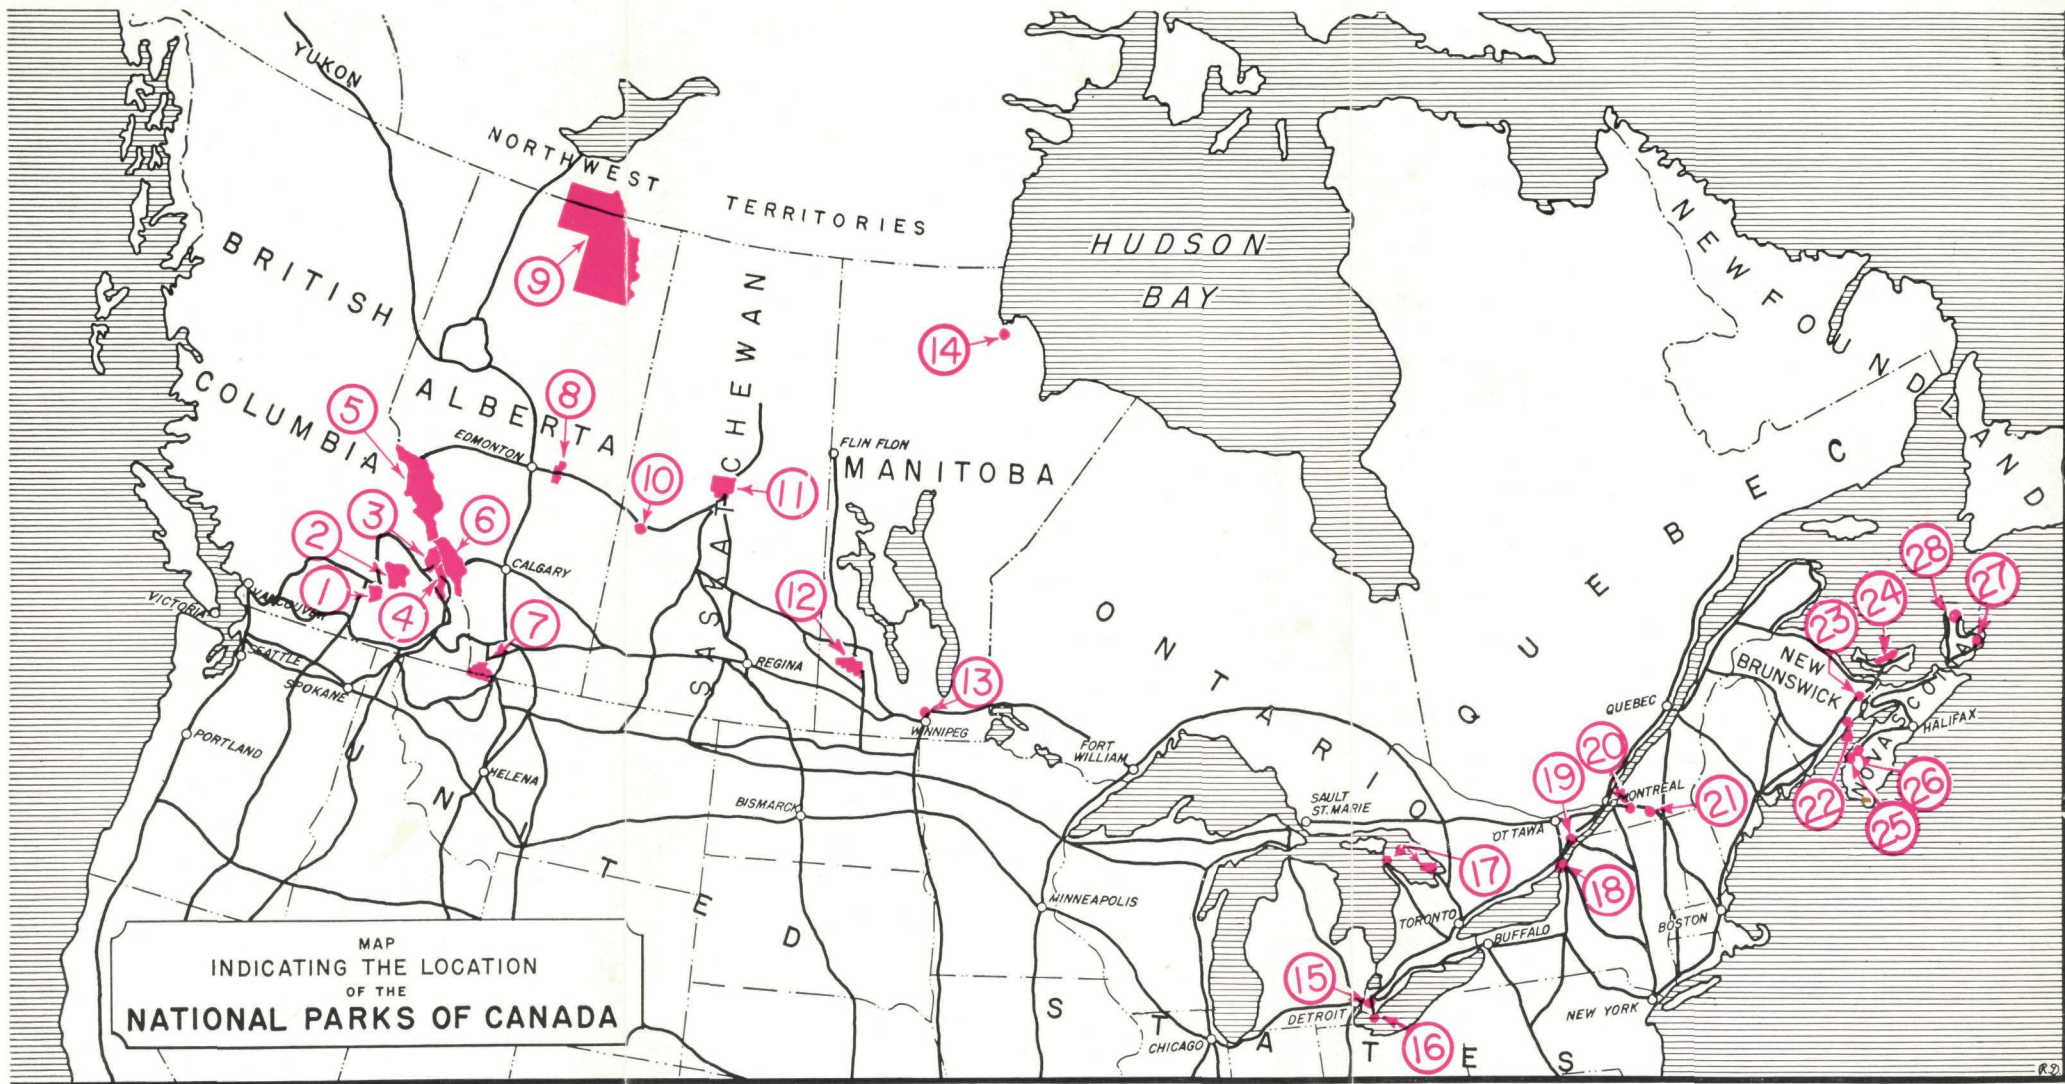 YUKON
NORTHWEST
TERRITORIES
BRITISH
COLUMBIA
ALBERTA
SASKATCHEWAN
MANITOBA
HUDSON
BAY
ONTARIO
QUEBEC
NEWFOUNDLAND
NEW
BRUNSWICK
NOVA SCOTIA
UNITED STATES
EDMONTON
CALGARY
FLIN FLON
VICTORIA
VANCOUVER
SEATTLE
SPOKANE
PORTLAND
HELENA
REGINA
WINNIPEG
BISMARCK
FORT
WILLIAM
MINNEAPOLIS
SAULT
ST. MARIE
CHICAGO
DETROIT
TORONTO
BUFFALO
OTTAWA
MONTREAL
QUEBEC
BOSTON
NEW YORK
HALIFAX
1
2
3
4
5
6
7
8
9
10
11
12
13
14
15
16
17
18
19
20
21
22
23
24
25
26
27
28
MAP
INDICATING THE LOCATION
OF THE
NATIONAL PARKS OF CANADA
R.D.